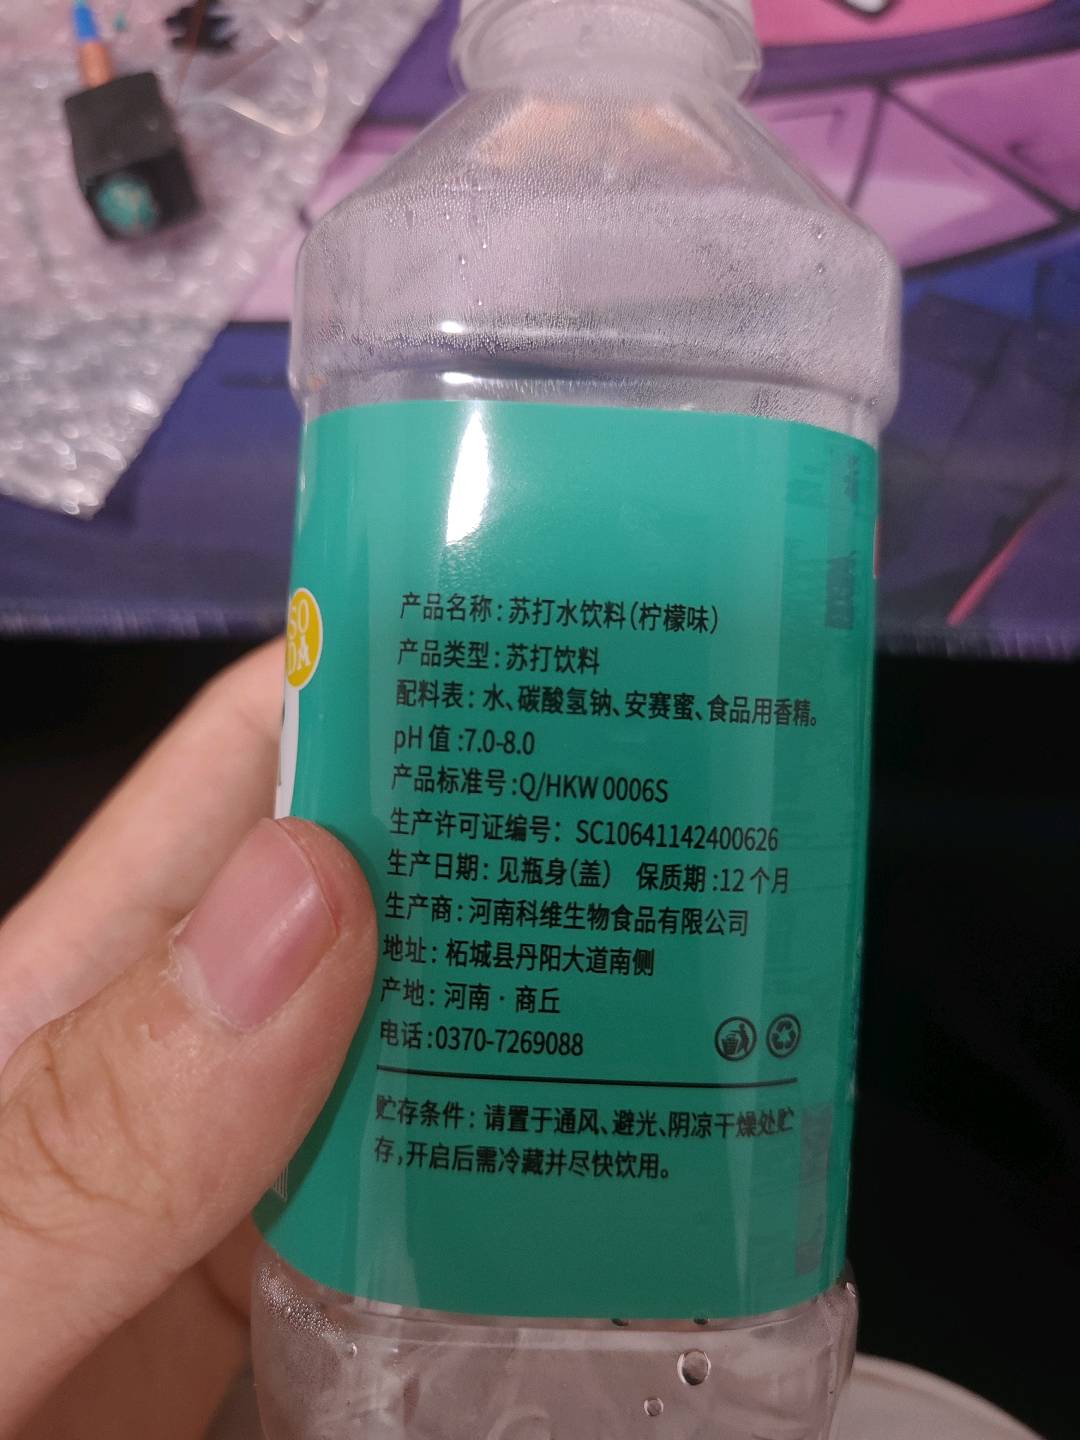 SO
DA
产品名称:苏打水饮料(柠檬味)
产品类型:苏打饮料
配料表:水、碳酸氢钠、安赛蜜、食品用香精。
pH值:7.0-8.0
产品标准号:Q/HKW 0006S
生产许可证编号: SC10641142400626
生产日期:见瓶身(盖) 保质期:12个月
生产商:河南科维生物食品有限公司
地址:柘城县丹阳大道南侧
产地:河南·商丘
电话:0370-7269088
贮存条件:请置于通风、避光、阴凉干燥处贮
存,开启后需冷藏并尽快饮用。